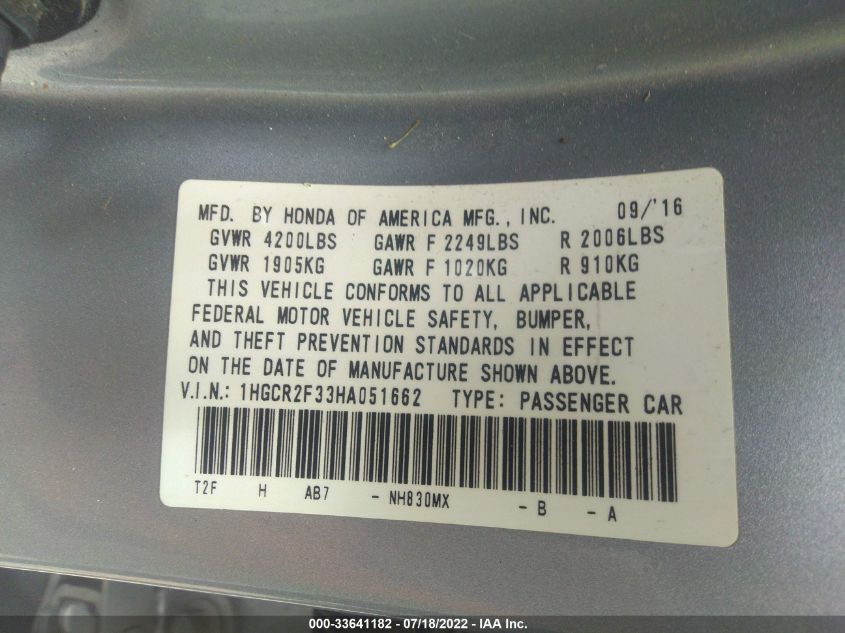 MFD. BY HONDA OF AMERICA MFG., INC. 09/'16
GVWR 4200LBS GAWR F 2249LBS R 2006LBS
GVWR 1905KG GAWR F 1020KG R 910KG
THIS VEHICLE CONFORMS TO ALL APPLICABLE
FEDERAL MOTOR VEHICLE SAFETY, BUMPER,
AND THEFT PREVENTION STANDARDS IN EFFECT
ON THE DATE OF MANUFACTURE SHOWN ABOVE.
V.I.N.: 1HGCR2F33HA051662 TYPE: PASSENGER CAR
T2F H AB7 - NH830MX - B - A
000-33641182 - 07/18/2022 - IAA Inc.